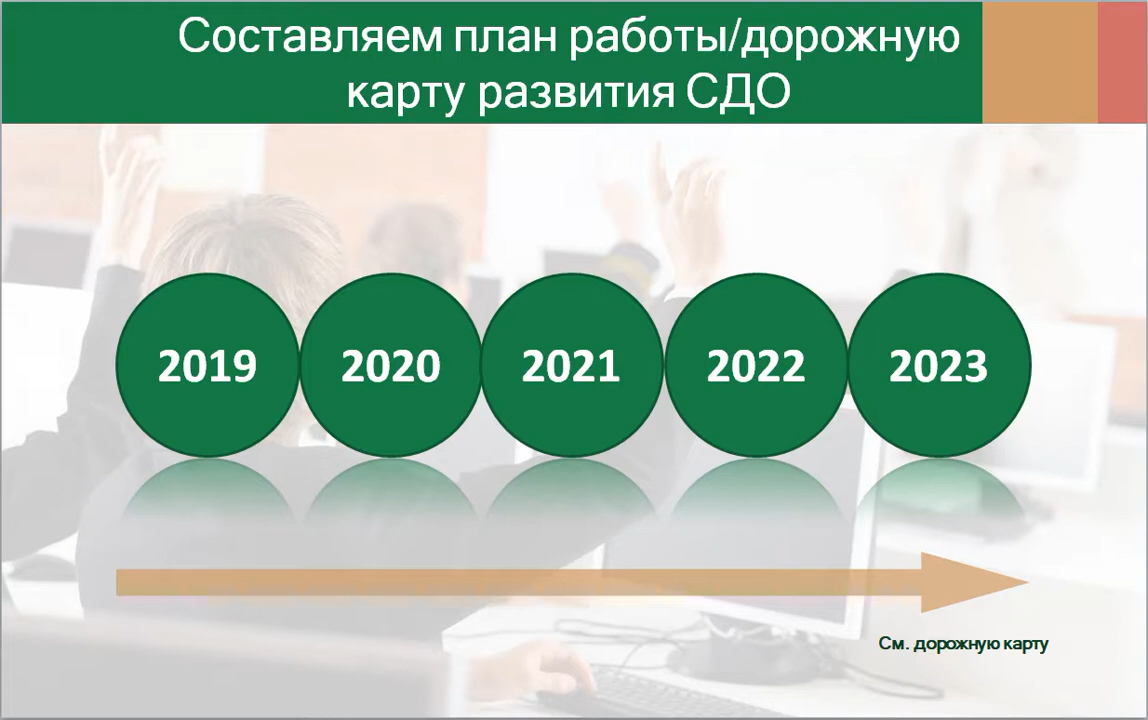 Составляем план работы/дорожную
карту развития СДО
2019 2020 2021 2022 2023
См. дорожную карту